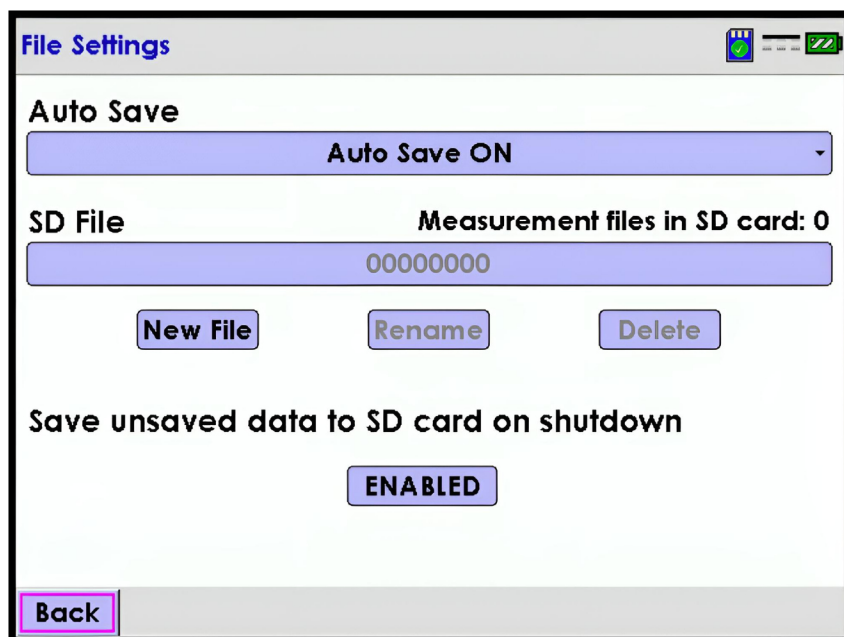 File Settings
Auto Save
Auto Save ON
SD File Measurement files in SD card: 0
00000000
New File Rename Delete
Save unsaved data to SD card on shutdown
ENABLED
Back